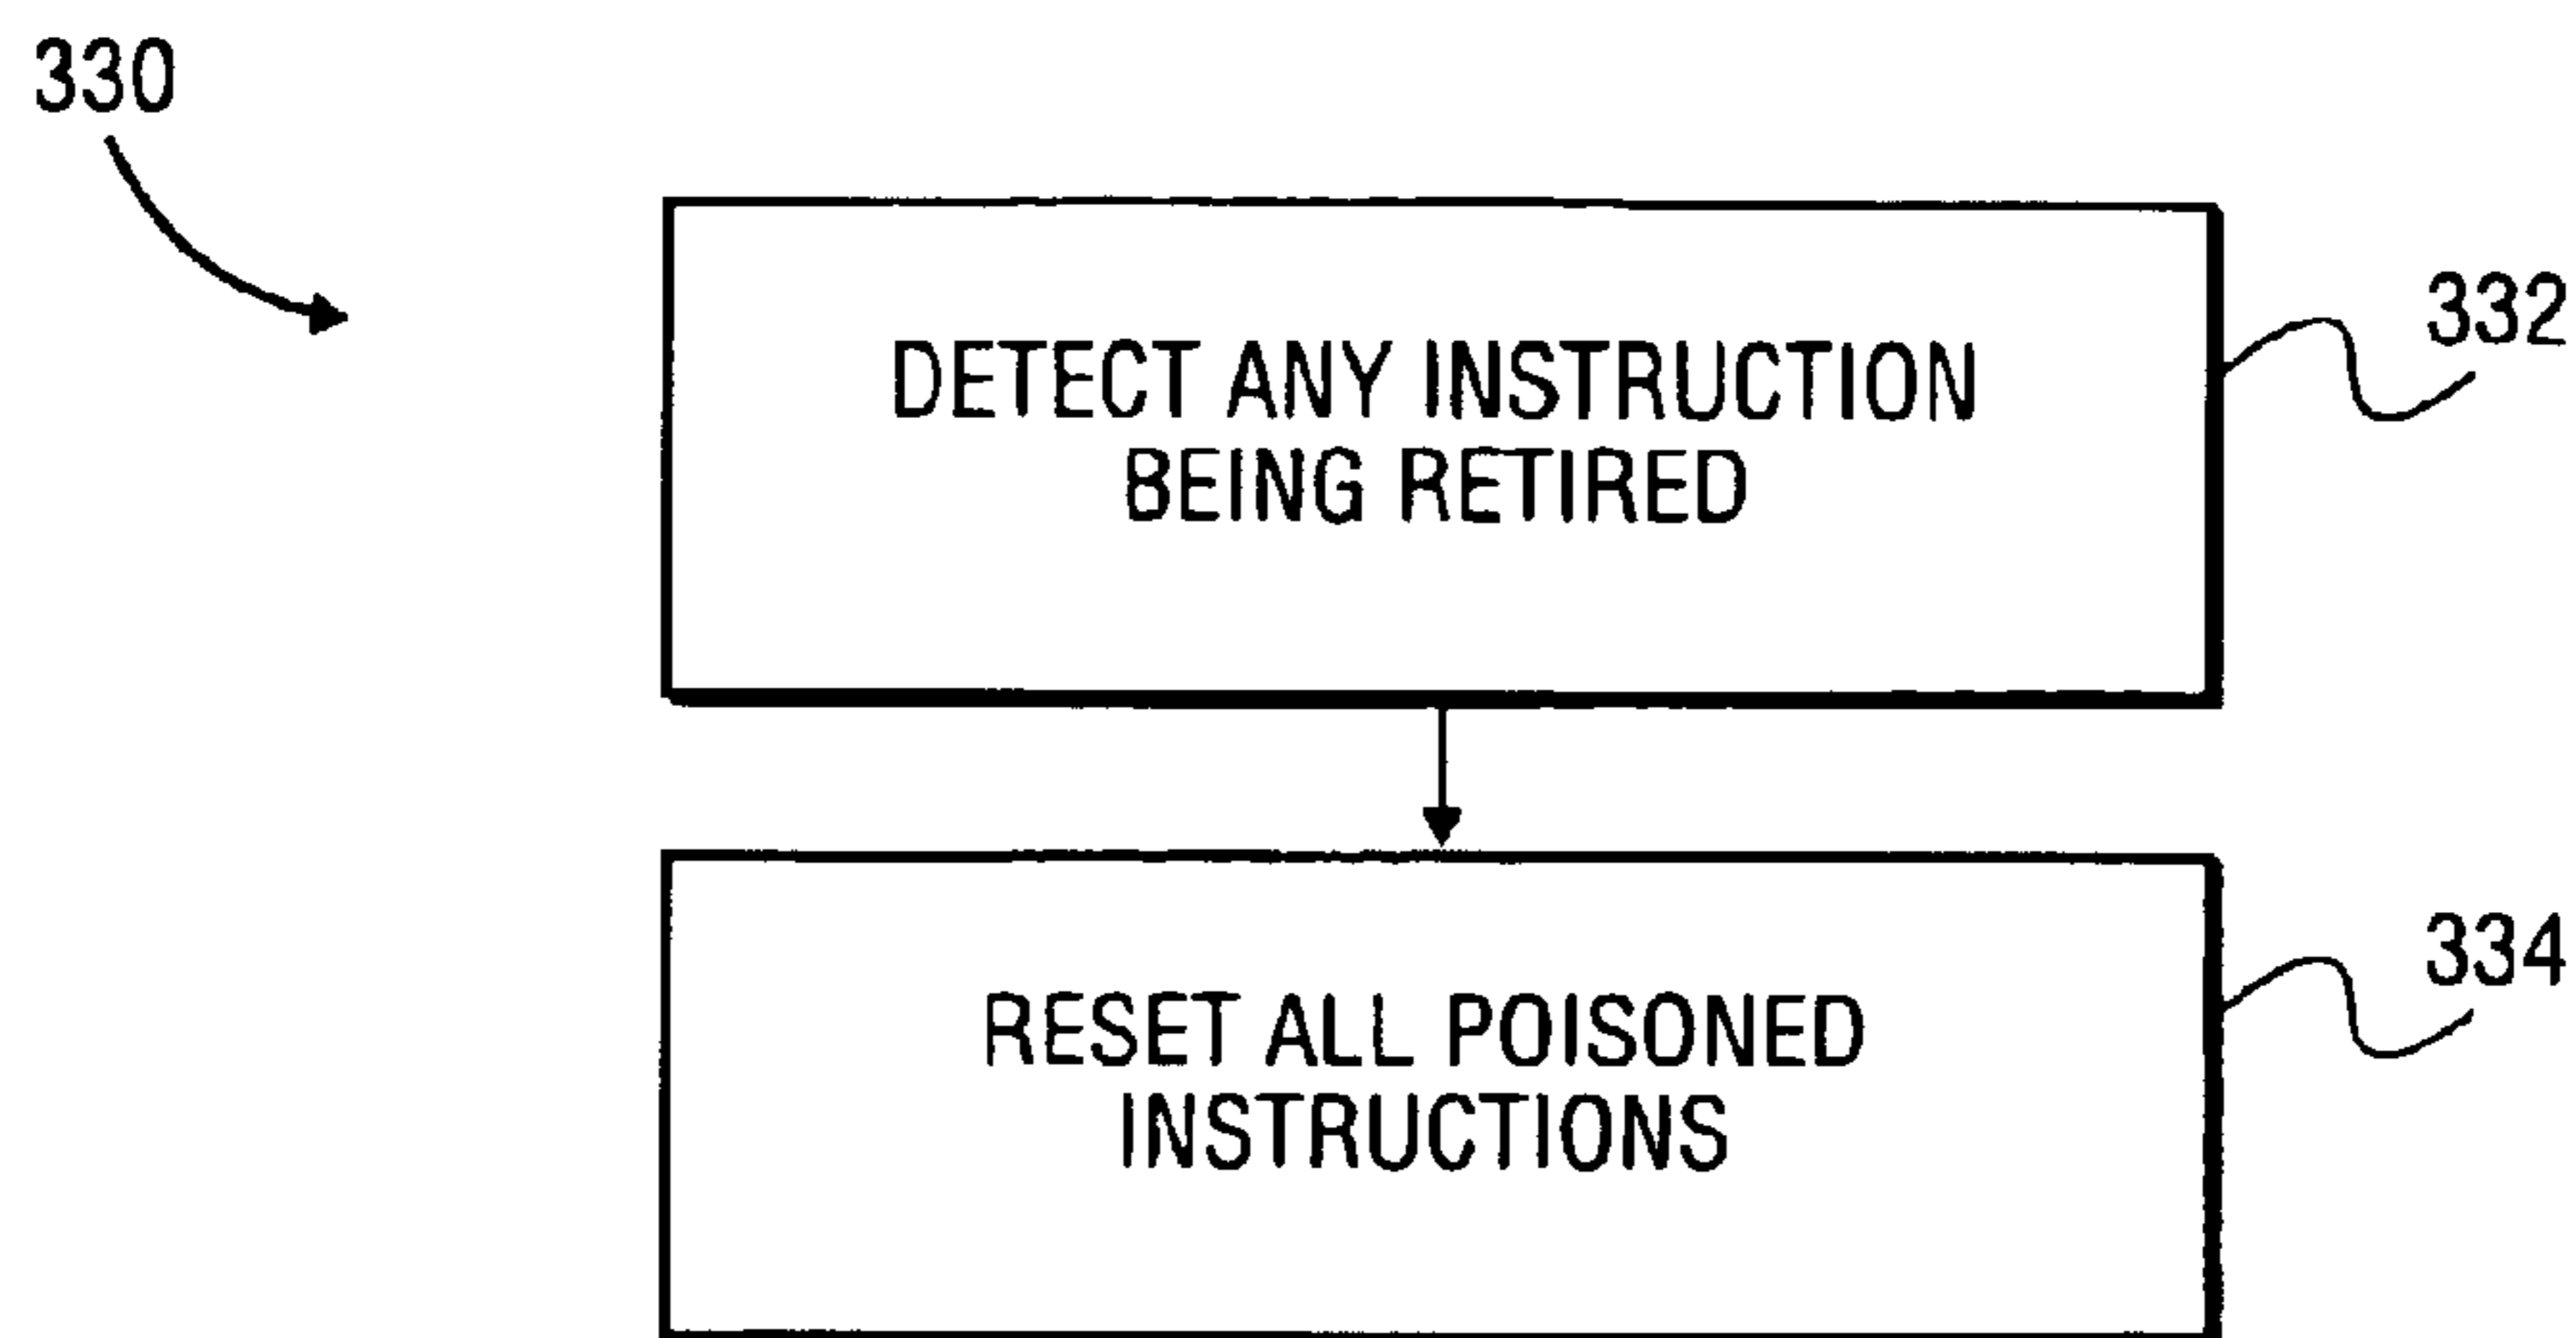 330
DETECT ANY INSTRUCTION
BEING RETIRED
332
RESET ALL POISONED
INSTRUCTIONS
334